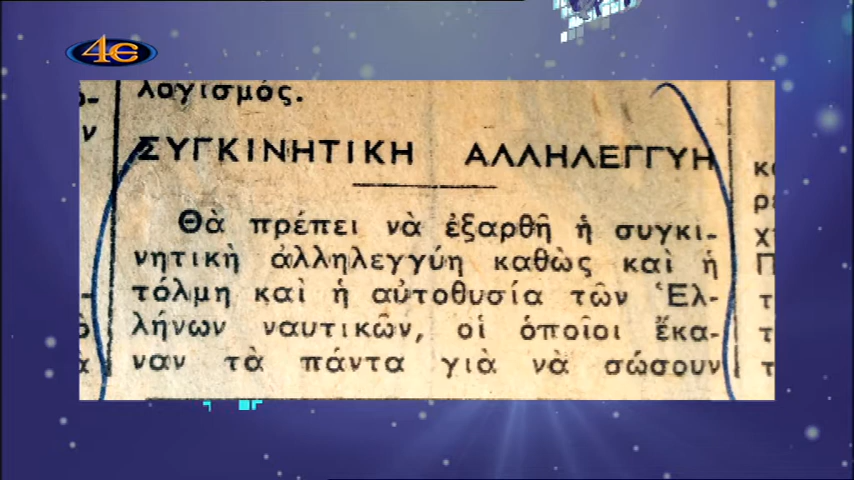 4Ε
λογισμός.
ΣΥΓΚΙΝΗΤΙΚΗ ΑΛΛΗΛΕΓΓΥΗ
Θὰ πρέπει νὰ ἐξαρθῆ ἡ συγκι-
νητικὴ ἀλληλεγγύη καθὼς καὶ ἡ
τόλμη καὶ ἡ αὐτοθυσία τῶν Ἑλ-
λήνων ναυτικῶν, οἱ ὁποῖοι ἔκα-
ναν τὰ πάντα γιὰ νὰ σώσουν